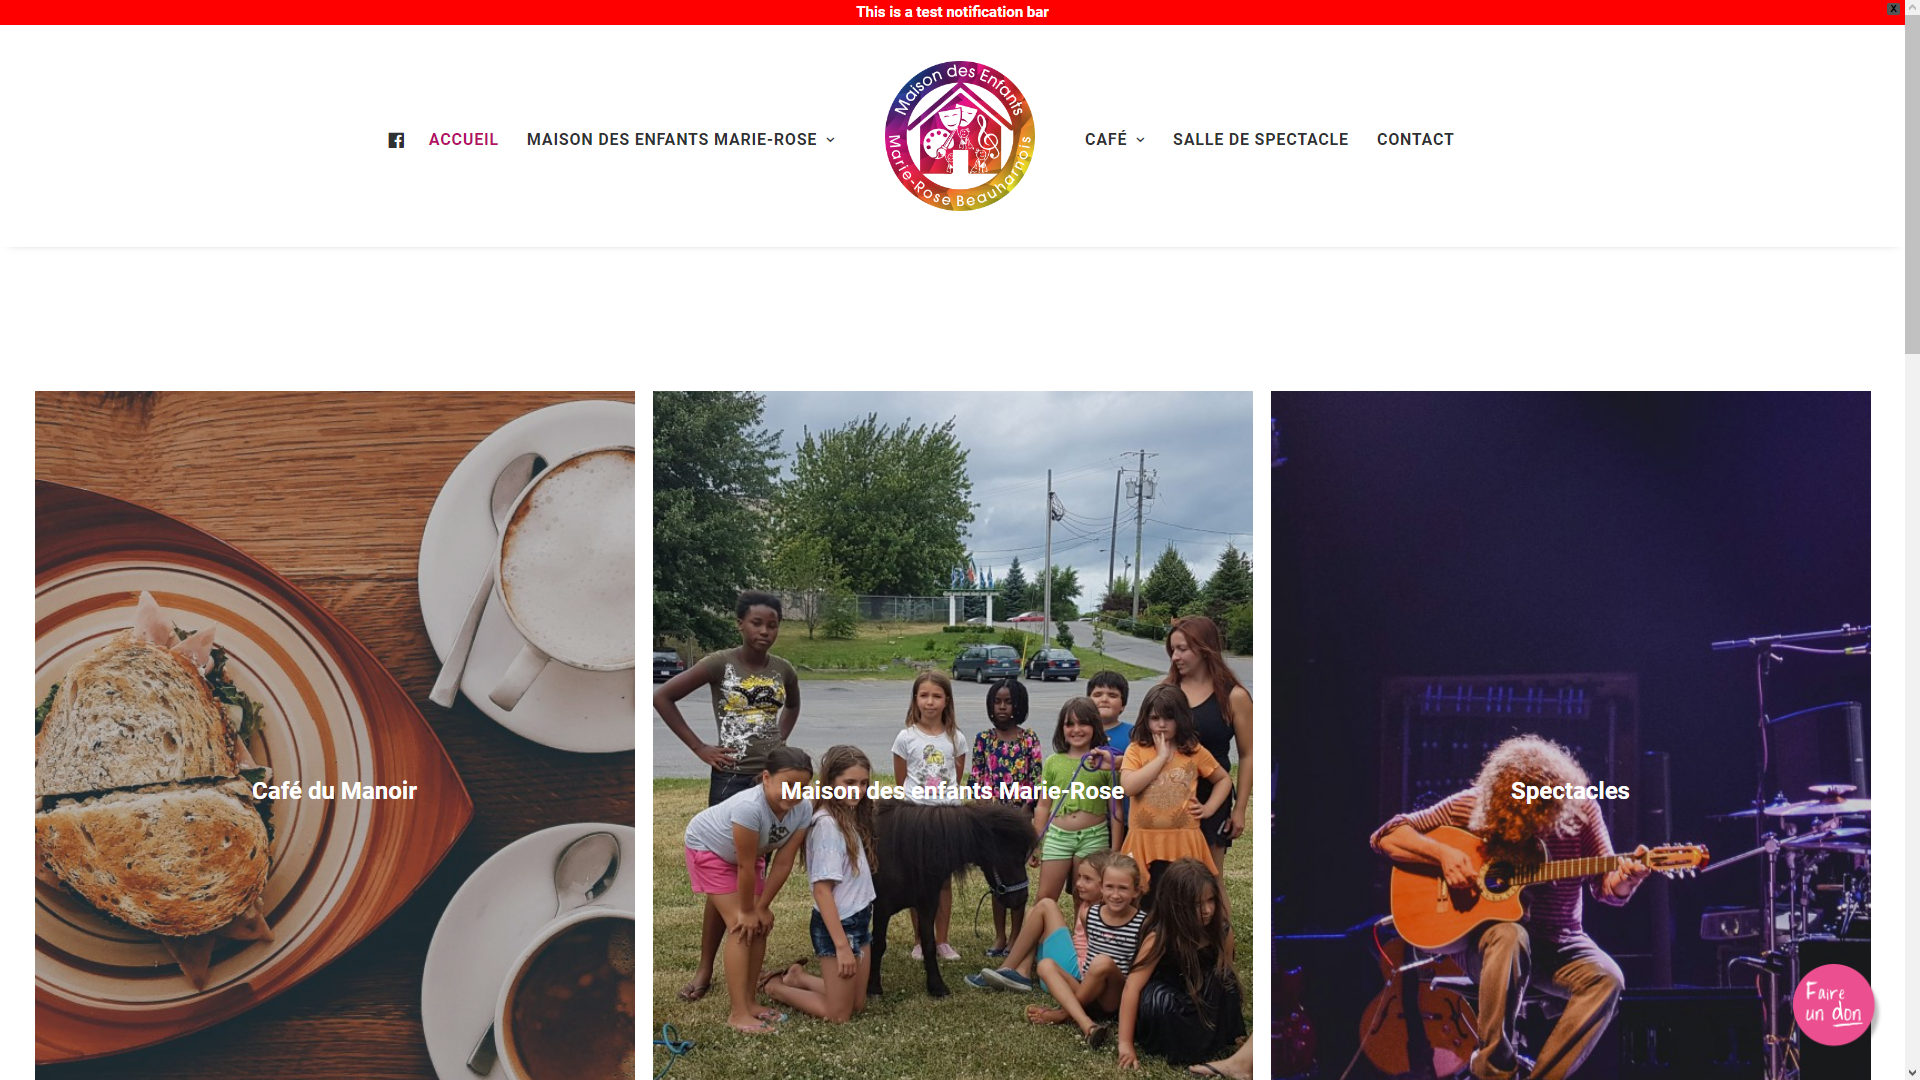 This is a test notification bar
X
ACCUEIL
MAISON DES ENFANTS MARIE-ROSE
Maison des Enfants
Marie-Rose Beauharnois
CAFÉ
SALLE DE SPECTACLE
CONTACT
Café du Manoir
Maison des enfants Marie-Rose
Spectacles
Faire
un don